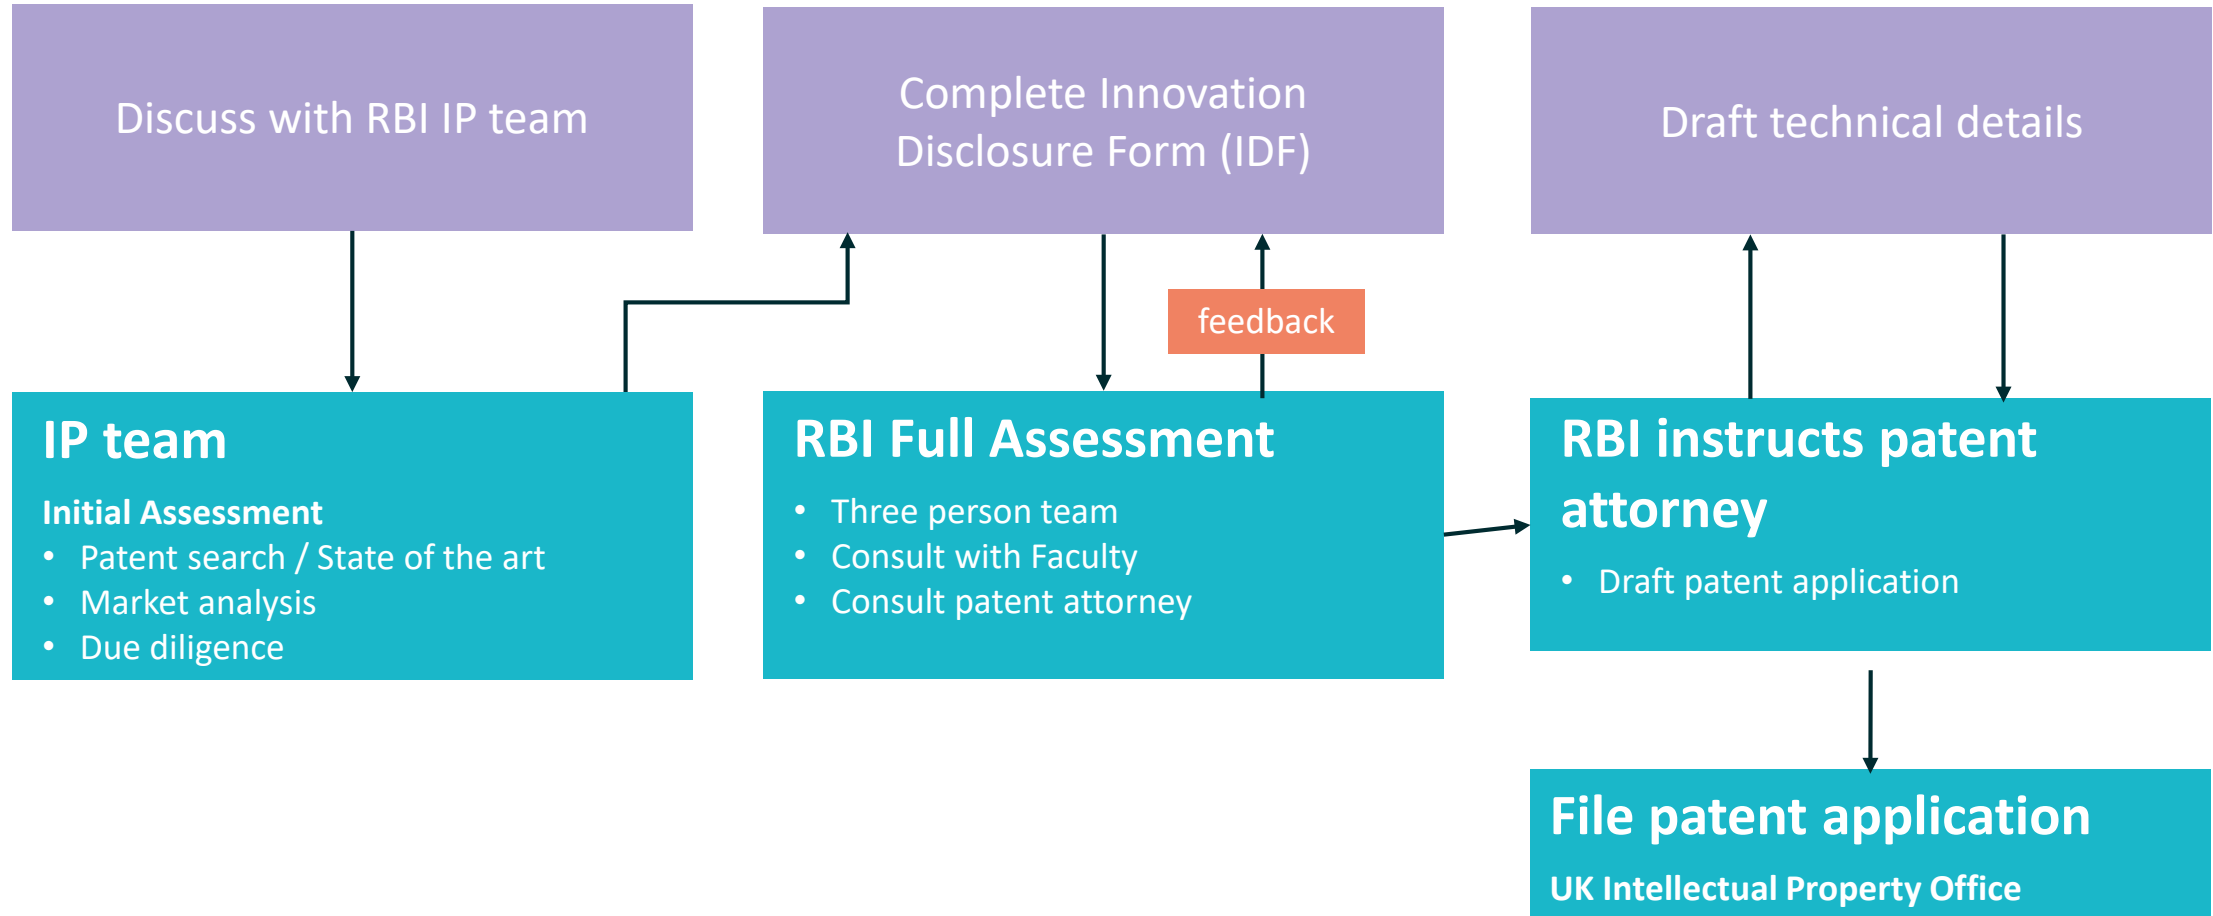 Discuss with RBI IP team
Complete Innovation
Disclosure Form (IDF)
Draft technical details
feedback
IP team
Initial Assessment
• Patent search / State of the art
• Market analysis
• Due diligence
RBI Full Assessment
• Three person team
• Consult with Faculty
• Consult patent attorney
RBI instructs patent
attorney
• Draft patent application
File patent application
UK Intellectual Property Office